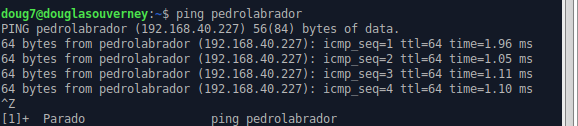 doug7@douglasouverney:~$ ping pedrolabrador
PING pedrolabrador (192.168.40.227) 56(84) bytes of data.
64 bytes from pedrolabrador (192.168.40.227): icmp_seq=1 ttl=64 time=1.96 ms
64 bytes from pedrolabrador (192.168.40.227): icmp_seq=2 ttl=64 time=1.05 ms
64 bytes from pedrolabrador (192.168.40.227): icmp_seq=3 ttl=64 time=1.11 ms
64 bytes from pedrolabrador (192.168.40.227): icmp_seq=4 ttl=64 time=1.10 ms
^Z
[1]+  Parado                  ping pedrolabrador